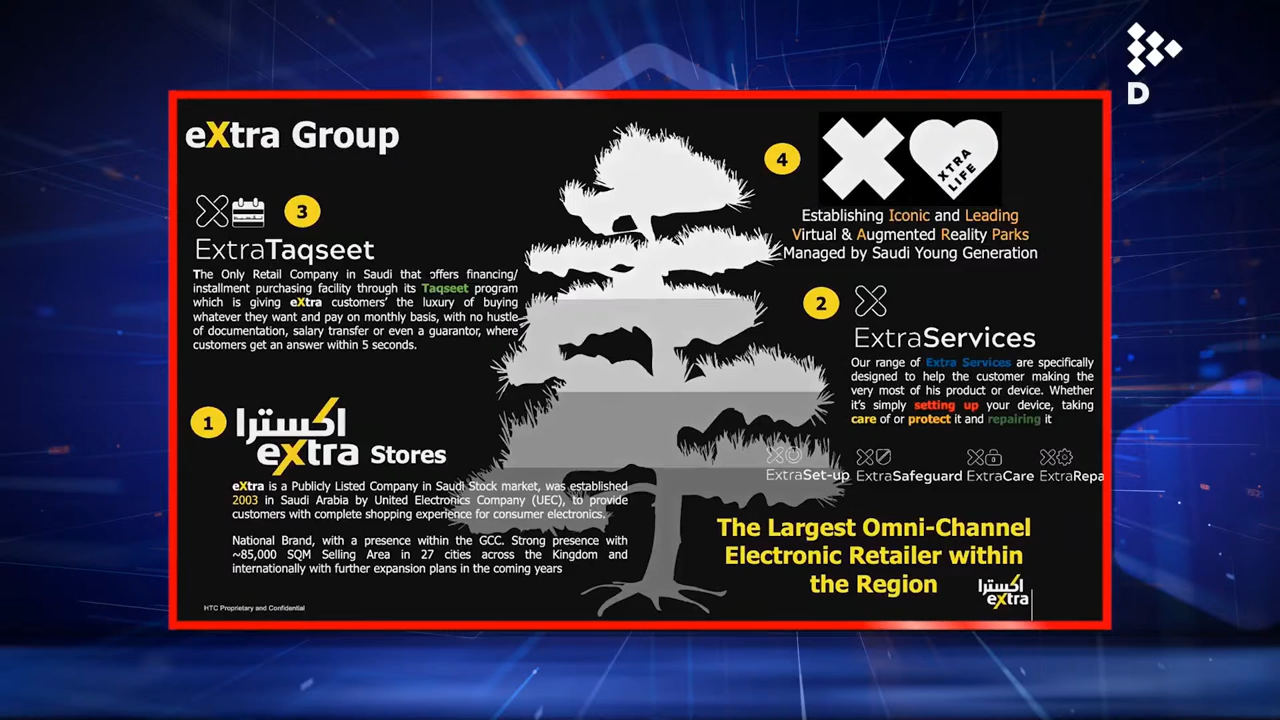 D
eXtra Group
3
ExtraTaqseet
The Only Retail Company in Saudi that offers financing/
installment purchasing facility through its Taqseet program
which is giving eXtra customers' the luxury of buying
whatever they want and pay on monthly basis, with no hustle
of documentation, salary transfer or even a guarantor, where
customers get an answer within 5 seconds.
1
اكسترا
eXtra Stores
eXtra is a Publicly Listed Company in Saudi Stock market, was established
2003 in Saudi Arabia by United Electronics Company (UEC), to provide
customers with complete shopping experience for consumer electronics.
National Brand, with a presence within the GCC. Strong presence with
~85,000 SQM Selling Area in 27 cities across the Kingdom and
internationally with further expansion plans in the coming years
HTC Proprietary and Confidential
4
XTRA
LIFE
Establishing Iconic and Leading
Virtual & Augmented Reality Parks
Managed by Saudi Young Generation
2
ExtraServices
Our range of Extra Services are specifically
designed to help the customer making the
very most of his product or device. Whether
it's simply setting up your device, taking
care of or protect it and repairing it
ExtraSet-up ExtraSafeguard ExtraCare ExtraRepa
The Largest Omni-Channel
Electronic Retailer within
the Region
اكسترا
eXtra